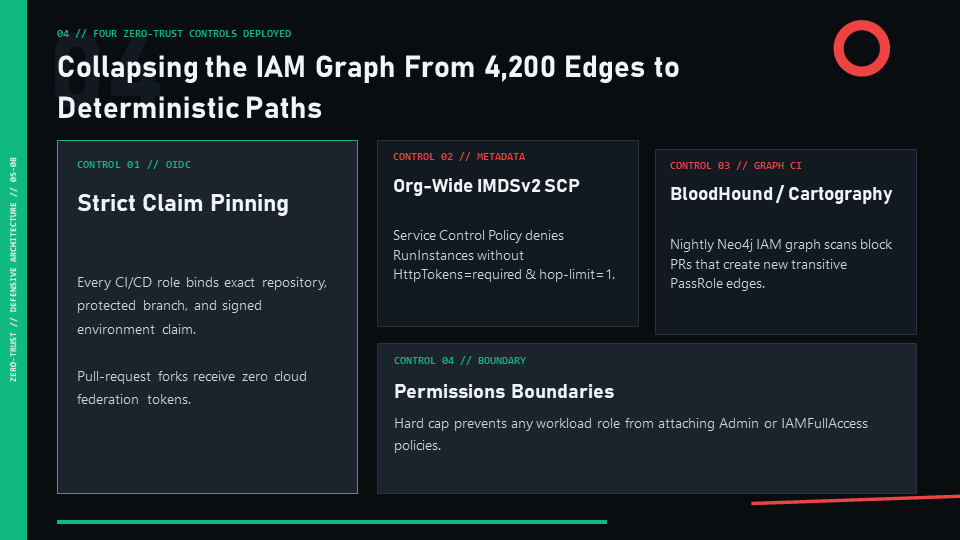 ZERO-TRUST // DEFENSIVE ARCHITECTURE // 05-08
04
04 // FOUR ZERO-TRUST CONTROLS DEPLOYED
Collapsing the IAM Graph From 4,200 Edges to
Deterministic Paths
CONTROL 01 // OIDC
Strict Claim Pinning
Every CI/CD role binds exact repository,
protected branch, and signed
environment claim.
Pull-request forks receive zero cloud
federation tokens.
CONTROL 02 // METADATA
Org-Wide IMDSv2 SCP
Service Control Policy denies
RunInstances without
HttpTokens=required & hop-limit=1.
CONTROL 03 // GRAPH CI
BloodHound / Cartography
Nightly Neo4j IAM graph scans block
PRs that create new transitive
PassRole edges.
CONTROL 04 // BOUNDARY
Permissions Boundaries
Hard cap prevents any workload role from attaching Admin or IAMFullAccess
policies.